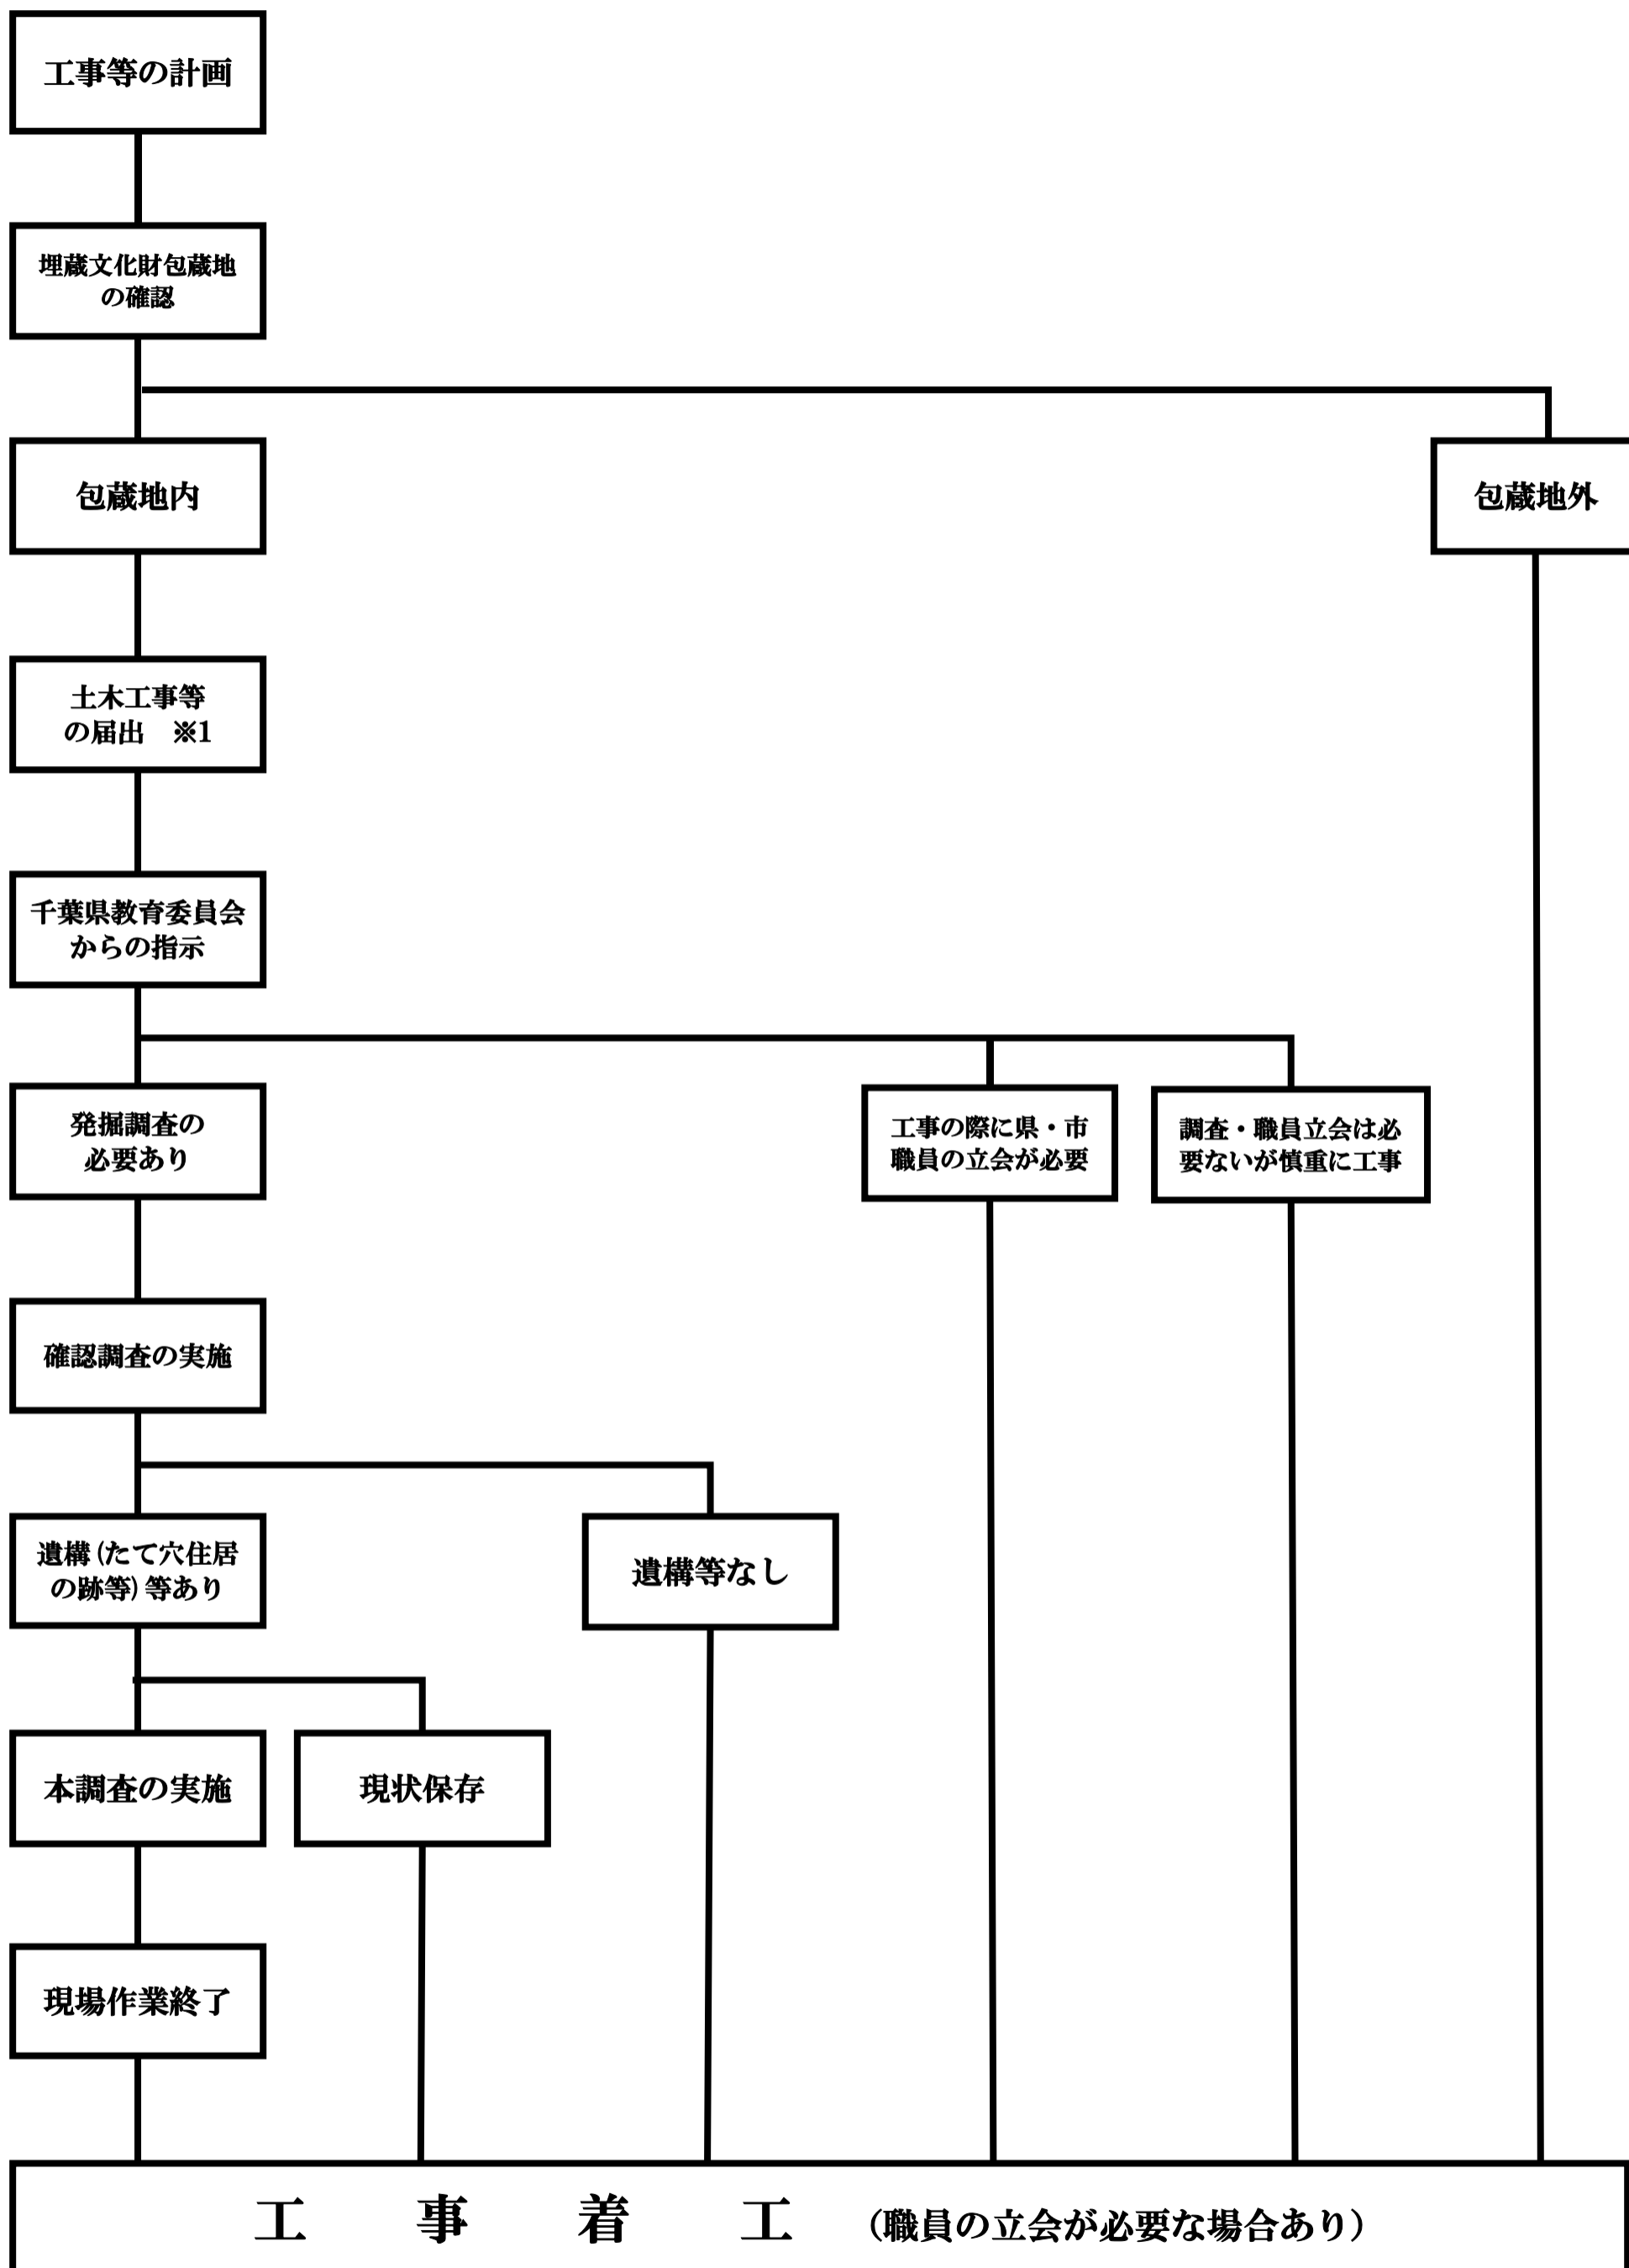 工事等の計画
埋蔵文化財包蔵地
の確認
包蔵地内
包蔵地外
土木工事等
の届出　※1
千葉県教育委員会
からの指示
発掘調査の
必要あり
工事の際に県・市
職員の立会が必要
調査・職員立会は必
要ないが慎重に工事
確認調査の実施
遺構(たて穴住居
の跡等)等あり
遺構等なし
本調査の実施
現状保存
現場作業終了
工　事　着　工　（職員の立会が必要な場合あり）